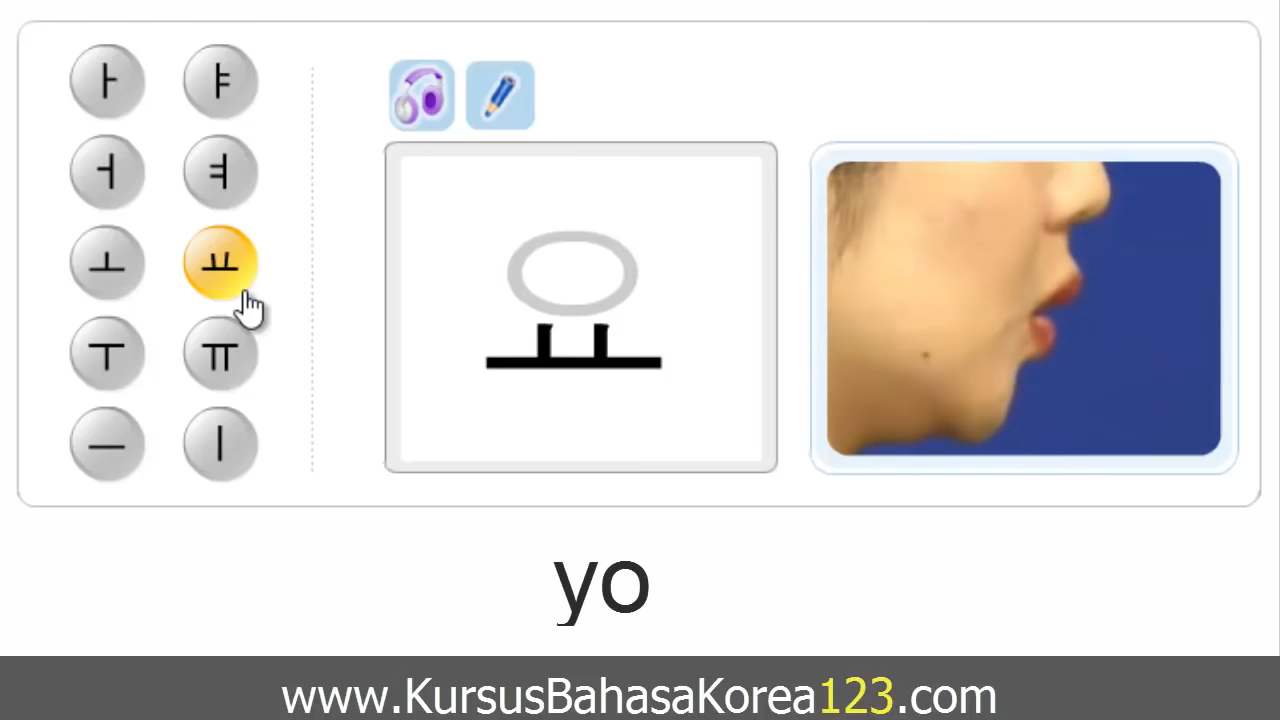 ㅏ ㅑ
ㅓ ㅕ
ㅗ ㅛ
ㅜ ㅠ
ㅡ ㅣ
요
yo
www.KursusBahasaKorea123.com